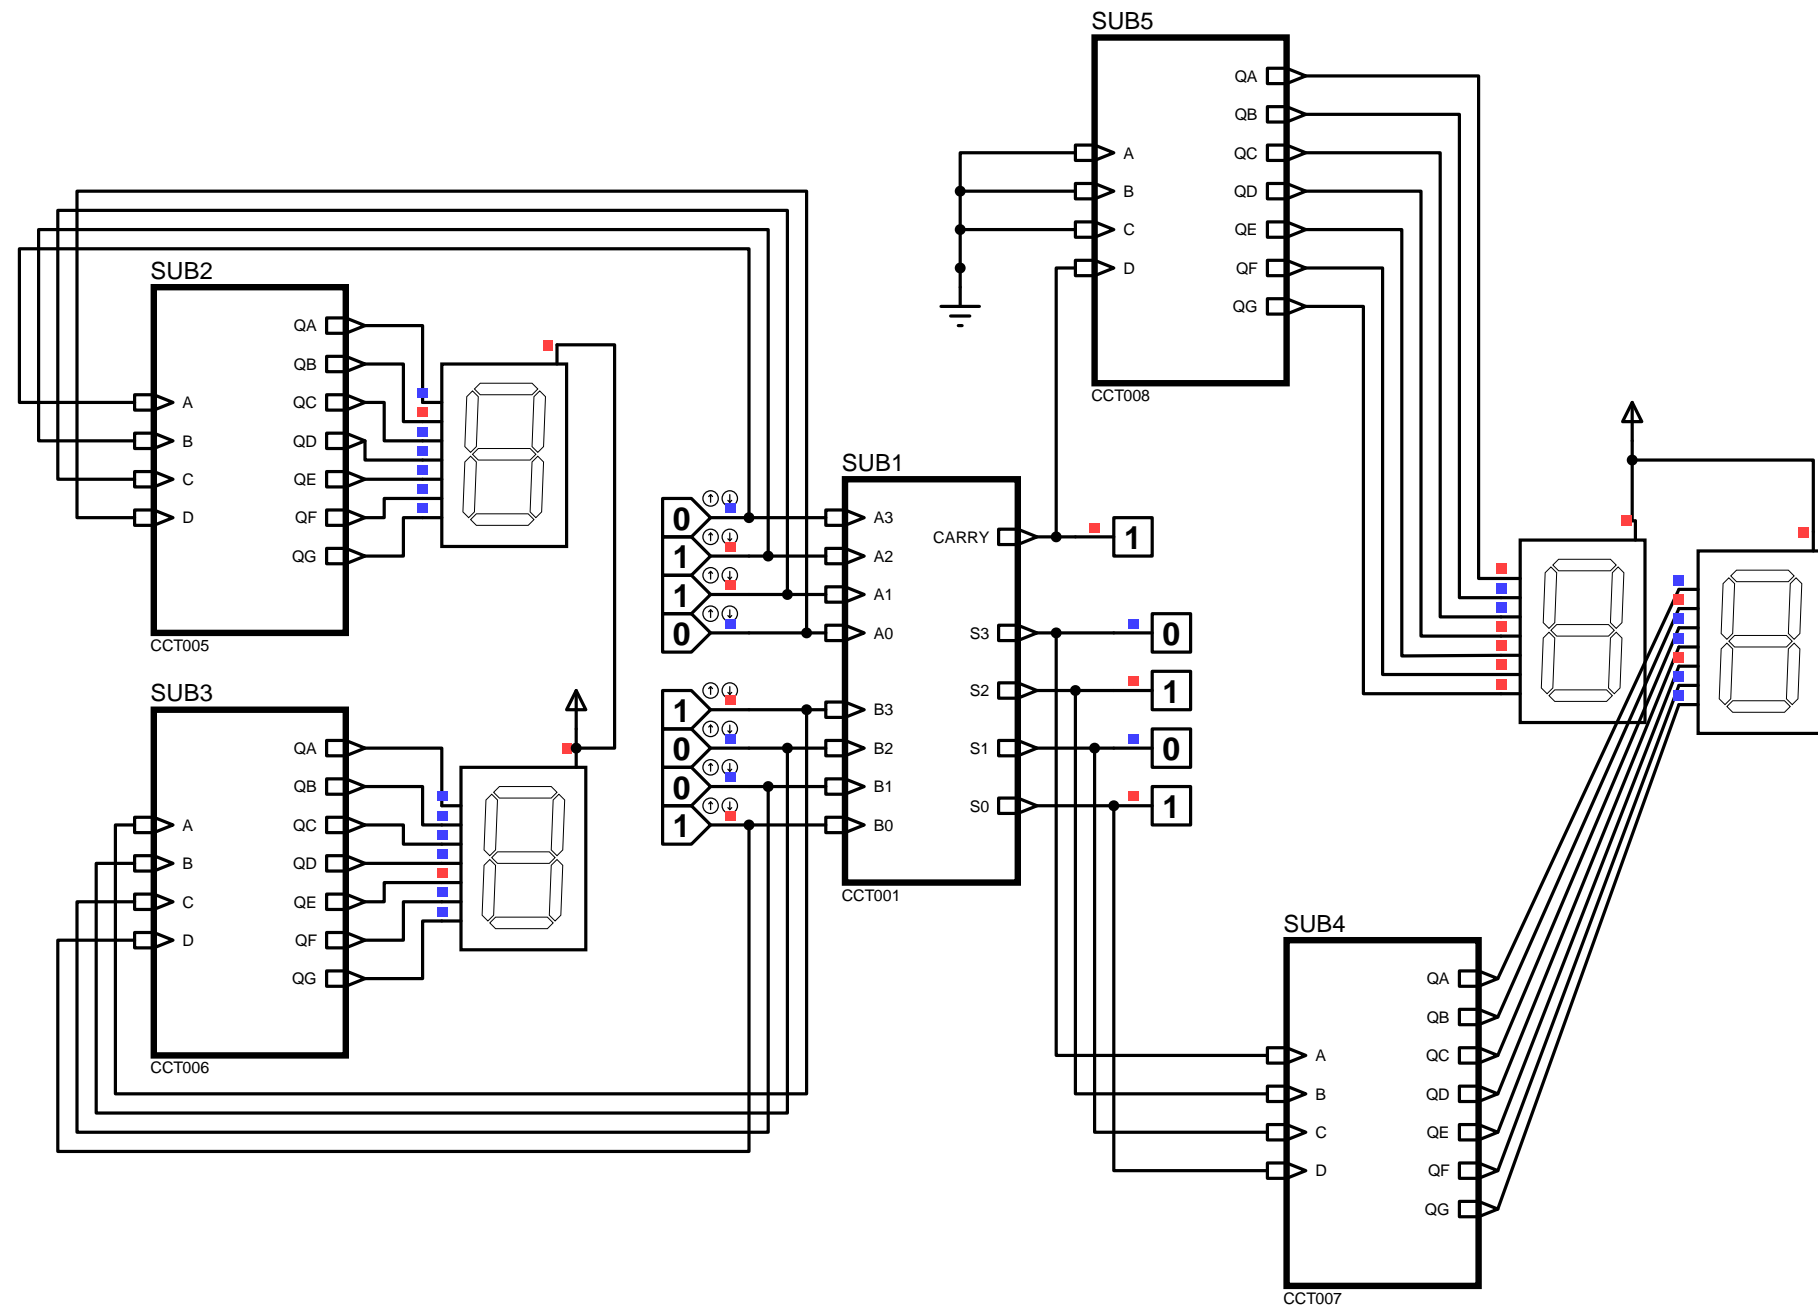 SUB5
QA
QB
A QC
B QD
C QE
D QF
QG
CCT008
SUB2
QA
QB
A QC
B QD
C QE
D QF
QG
CCT005
SUB1
0 A3
1 A2
1 A1
0 A0
1 B3
0 B2
0 B1
1 B0
CARRY 1
S3 0
S2 1
S1 0
S0 1
CCT001
SUB3
QA
QB
A QC
B QD
C QE
D QF
QG
CCT006
SUB4
QA
QB
A QC
B QD
C QE
D QF
QG
CCT007